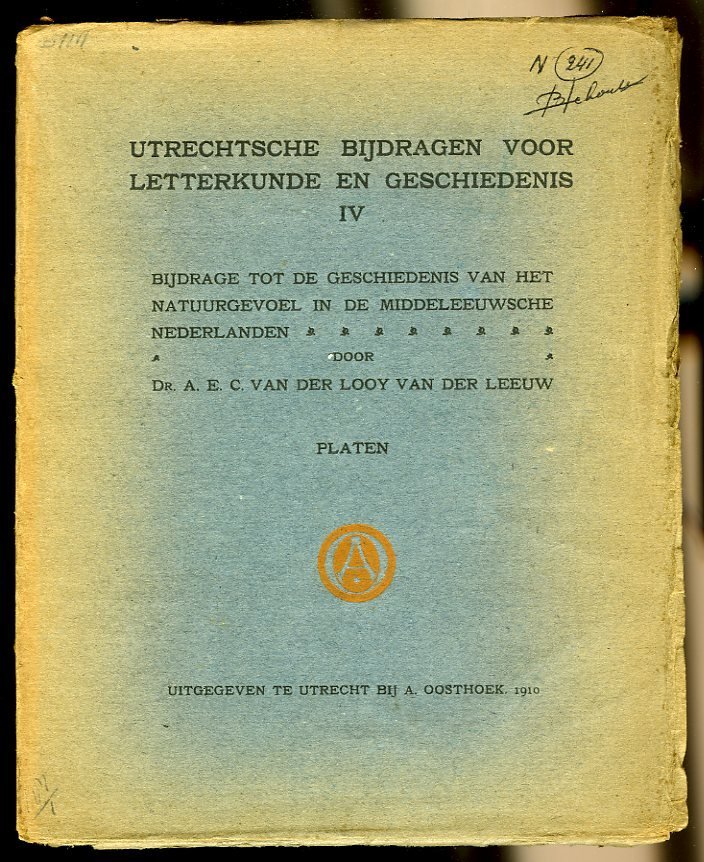 N 241
UTRECHTSCHE BIJDRAGEN VOOR
LETTERKUNDE EN GESCHIEDENIS
IV
BIJDRAGE TOT DE GESCHIEDENIS VAN HET
NATUURGEVOEL IN DE MIDDELEEUWSCHE
NEDERLANDEN
DOOR
DR. A. E. C. VAN DER LOOY VAN DER LEEUW
PLATEN
UITGEGEVEN TE UTRECHT BIJ A. OOSTHOEK. 1910